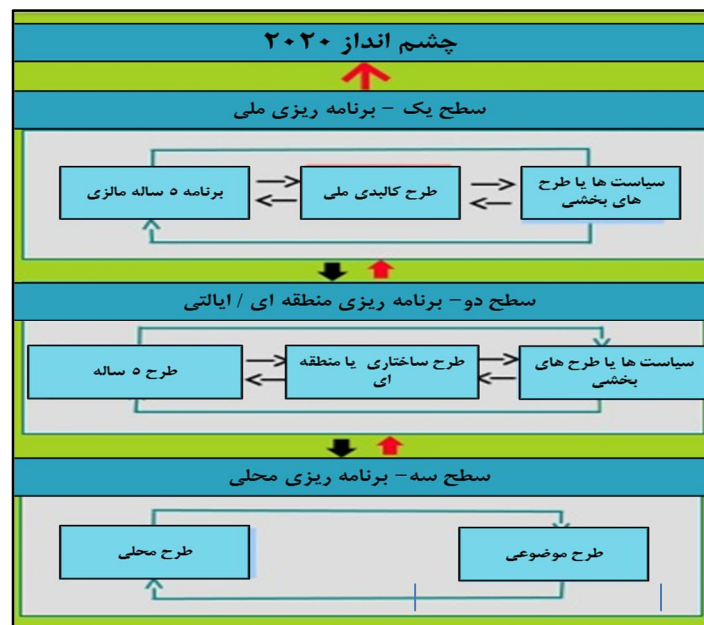 چشم انداز ۲۰۲۰
سطح یک - برنامه ریزی ملی
سیاست ها یا طرح
های بخشی
طرح کالبدی ملی
برنامه ۵ ساله مالزی
سطح دو- برنامه ریزی منطقه ای / ایالتی
سیاست ها یا طرح های
بخشی
طرح ساختاری یا منطقه
ای
طرح ۵ ساله
سطح سه- برنامه ریزی محلی
طرح موضوعی
طرح محلی